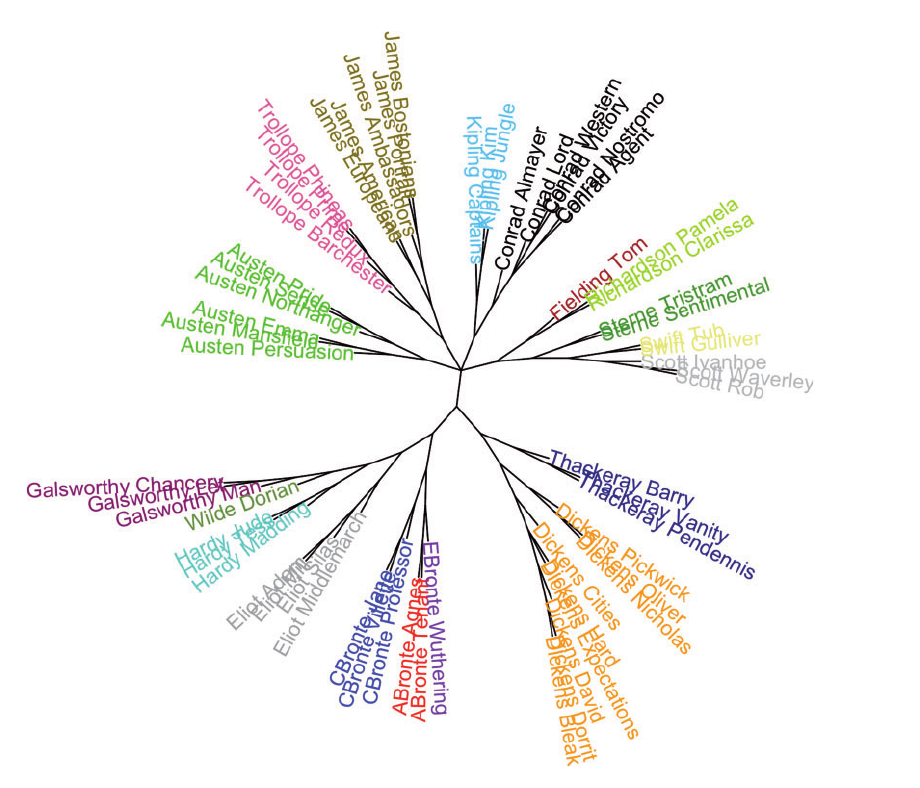 James Bostonians
James Ambassadors
James American
James Europeans
Trollope Phineas
Trollope Prime
Trollope Redux
Trollope Barchester
Austen Pride
Austen Sense
Austen Northanger
Austen Emma
Austen Mansfield
Austen Persuasion
Kipling Captains
Kipling Kim
Kipling Jungle
Conrad Almayer
Conrad Lord
Conrad Western
Conrad Victory
Conrad Nostromo
Conrad Agent
Fielding Tom
Richardson Pamela
Richardson Clarissa
Sterne Tristram
Sterne Sentimental
Swift Tub
Swift Gulliver
Scott Ivanhoe
Scott Waverley
Scott Rob
Thackeray Barry
Thackeray Vanity
Thackeray Pendennis
Dickens Pickwick
Dickens Oliver
Dickens Nicholas
Dickens Cities
Dickens Hard
Dickens Expectations
Dickens David
Dickens Dorrit
Dickens Bleak
EBronte Wuthering
ABronte Tenant
ABronte Agnes
CBronte Professor
CBronte Villette
CBronte Jane
Eliot Middlemarch
Eliot Silas
Eliot Adam
Hardy Madding
Hardy Tess
Hardy Jude
Wilde Dorian
Galsworthy Man
Galsworthy Let
Galsworthy Chancery